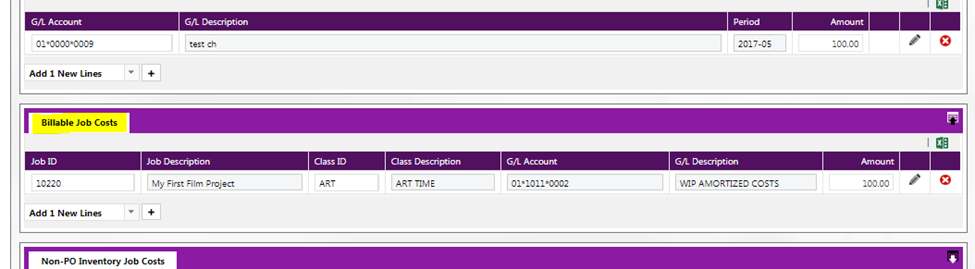 G/L Account G/L Description Period Amount
01*0000*0009 test ch 2017-05 100.00
Add 1 New Lines +
Billable Job Costs
Job ID Job Description Class ID Class Description G/L Account G/L Description Amount
10220 My First Film Project ART ART TIME 01*1011*0002 WIP AMORTIZED COSTS 100.00
Add 1 New Lines +
Non-PO Inventory Job Costs